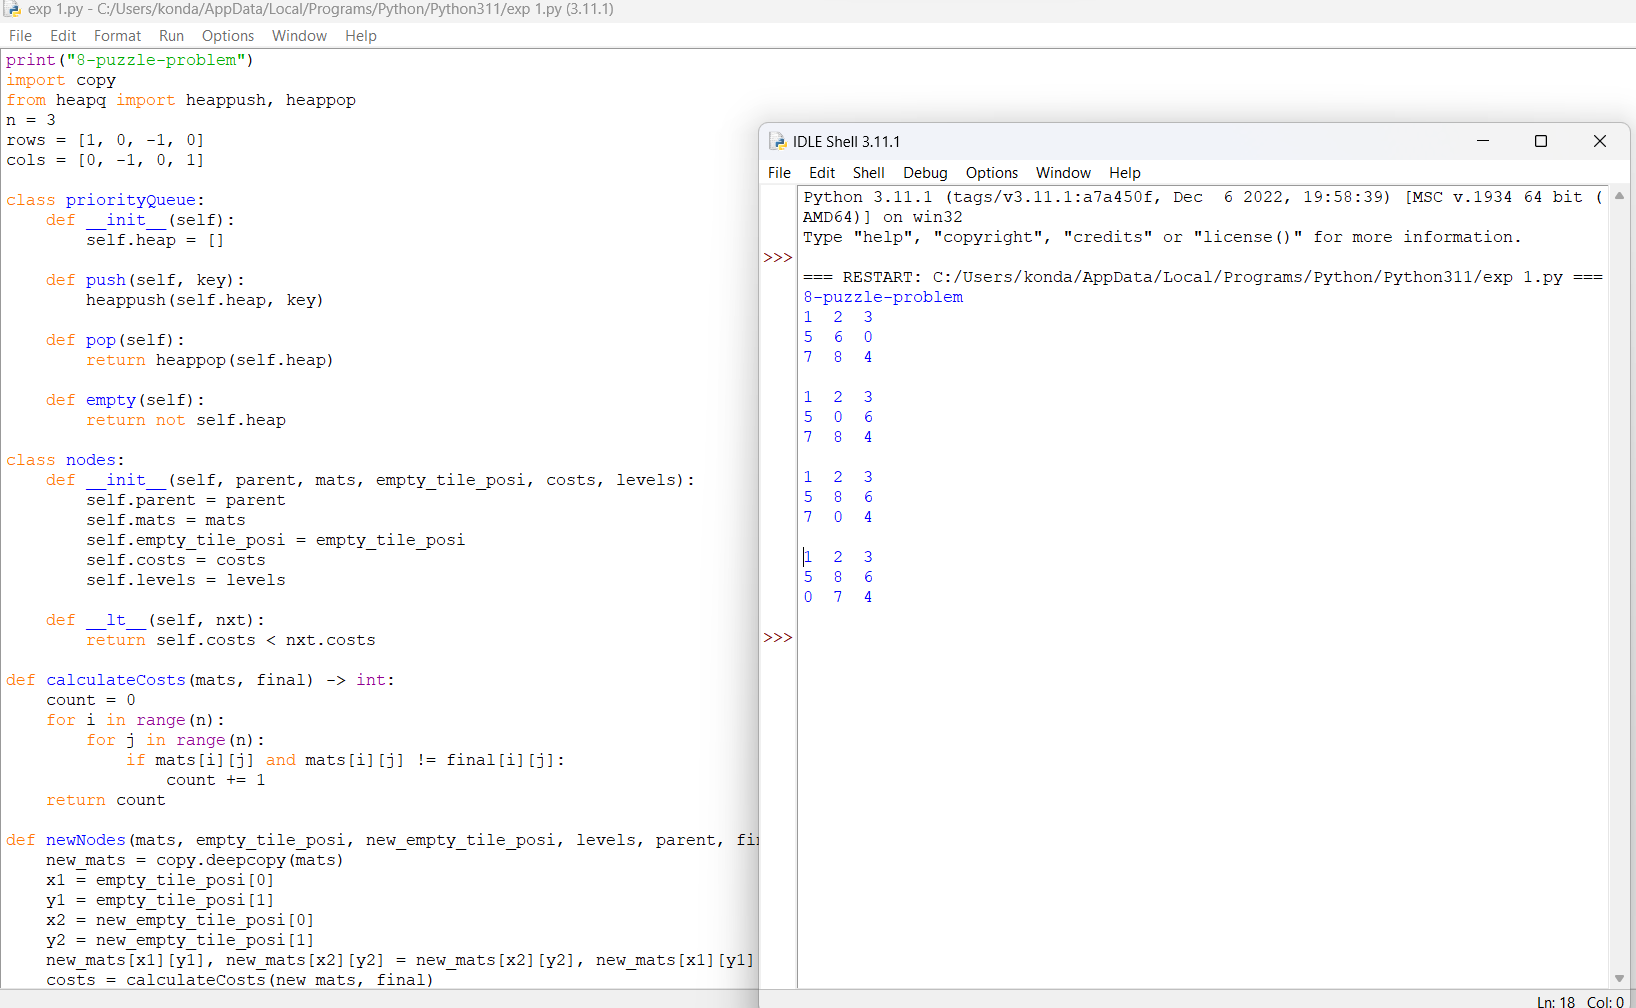 exp 1.py - C:/Users/konda/AppData/Local/Programs/Python/Python311/exp 1.py (3.11.1)
File Edit Format Run Options Window Help
print("8-puzzle-problem")
import copy
from heapq import heappush, heappop
n = 3
rows = [1, 0, -1, 0]
cols = [0, -1, 0, 1]
class priorityQueue:
    def __init__(self):
        self.heap = []
    def push(self, key):
        heappush(self.heap, key)
    def pop(self):
        return heappop(self.heap)
    def empty(self):
        return not self.heap
class nodes:
    def __init__(self, parent, mats, empty_tile_posi, costs, levels):
        self.parent = parent
        self.mats = mats
        self.empty_tile_posi = empty_tile_posi
        self.costs = costs
        self.levels = levels
    def __lt__(self, nxt):
        return self.costs < nxt.costs
def calculateCosts(mats, final) -> int:
    count = 0
    for i in range(n):
        for j in range(n):
            if mats[i][j] and mats[i][j] != final[i][j]:
                count += 1
    return count
def newNodes(mats, empty_tile_posi, new_empty_tile_posi, levels, parent,
    new_mats = copy.deepcopy(mats)
    x1 = empty_tile_posi[0]
    y1 = empty_tile_posi[1]
    x2 = new_empty_tile_posi[0]
    y2 = new_empty_tile_posi[1]
    new_mats[x1][y1], new_mats[x2][y2] = new_mats[x2][y2], new_mats[x1][y1]
    costs = calculateCosts(new_mats, final)
IDLE Shell 3.11.1
File Edit Shell Debug Options Window Help
Python 3.11.1 (tags/v3.11.1:a7a450f, Dec  6 2022, 19:58:39) [MSC v.1934 64 bit (
AMD64)] on win32
Type "help", "copyright", "credits" or "license()" for more information.
>>>
=== RESTART: C:/Users/konda/AppData/Local/Programs/Python/Python311/exp 1.py ===
8-puzzle-problem
1  2  3
5  6  0
7  8  4
1  2  3
5  0  6
7  8  4
1  2  3
5  8  6
7  0  4
1  2  3
5  8  6
0  7  4
>>>
Ln: 18 Col: 0